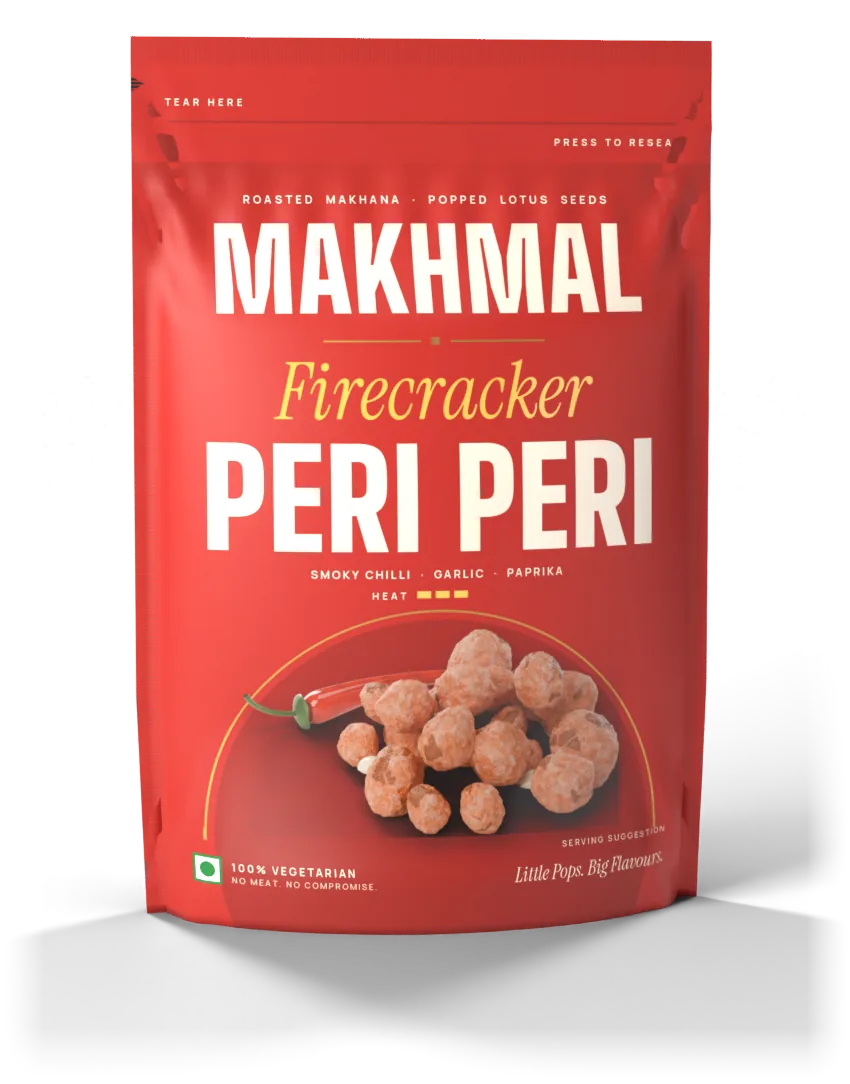 TEAR HERE
PRESS TO RESEA
ROASTED MAKHANA · POPPED LOTUS SEEDS
MAKHMAL
Firecracker
PERI PERI
SMOKY CHILLI · GARLIC · PAPRIKA
HEAT
SERVING SUGGESTION
100% VEGETARIAN
NO MEAT. NO COMPROMISE.
Little Pops. Big Flavours.